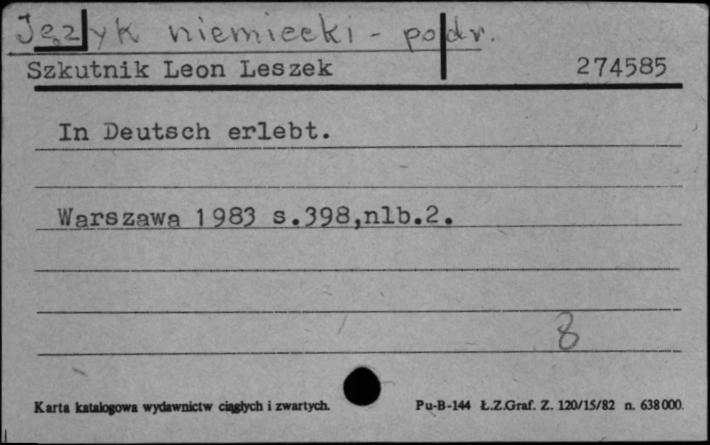 Język niemiecki - podr.
Szkutnik Leon Leszek 274585
In Deutsch erlebt.
Warszawa 1983 s.398,nlb.2.
8
Karta katalogowa wydawnictw ciągłych i zwartych. Pu-B-144 Ł.Z.Graf. Z. 120/15/82 n. 638000.